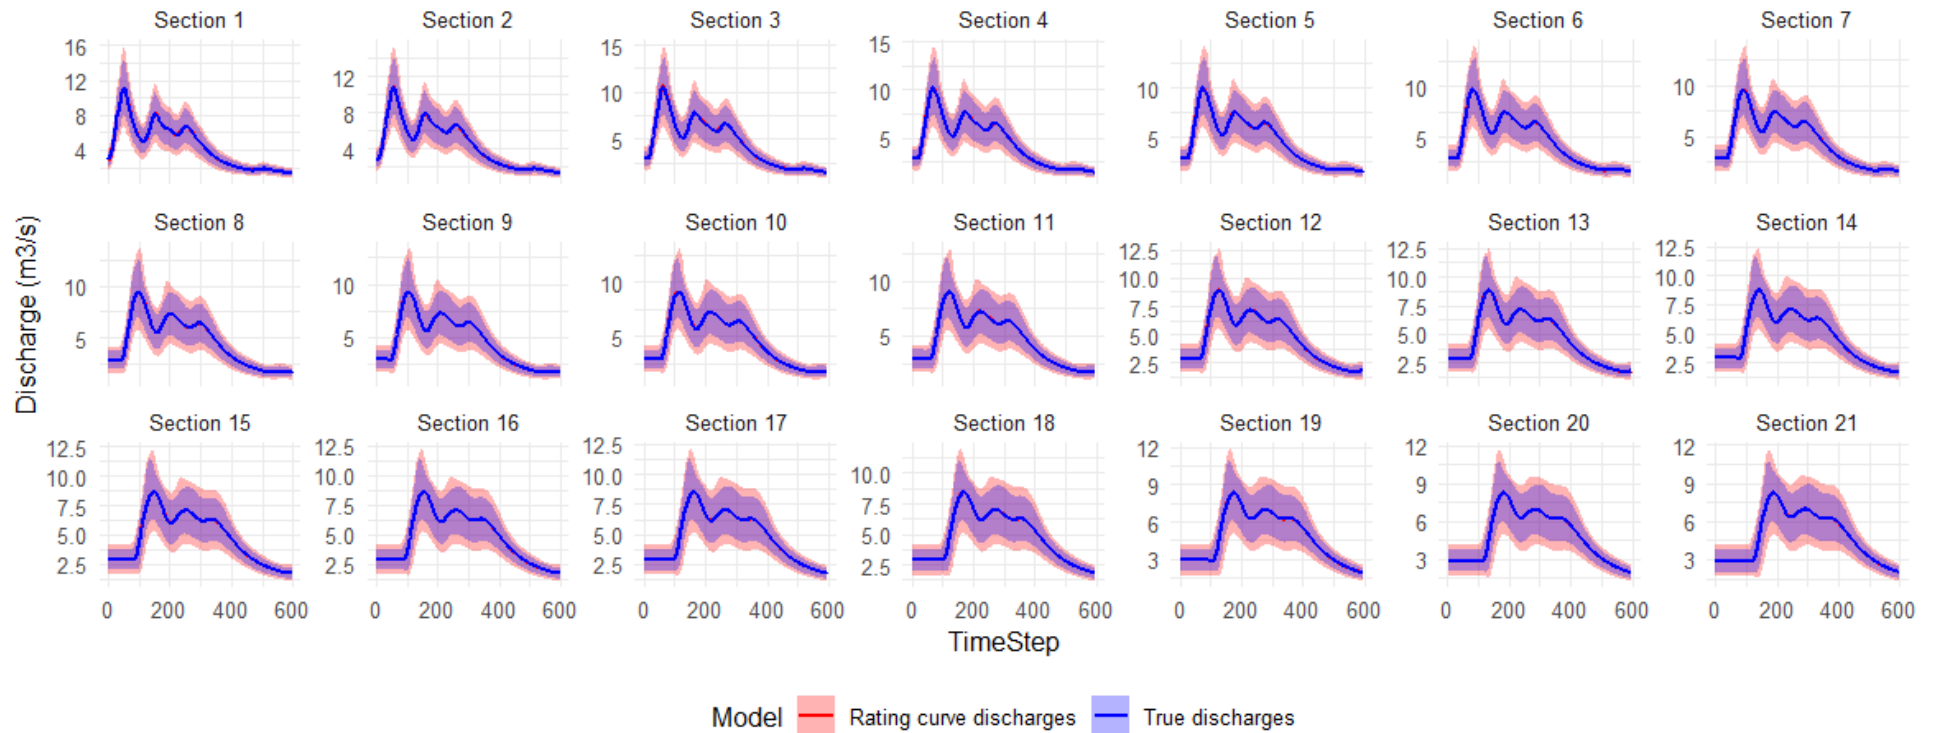 Section 1 Section 2 Section 3 Section 4 Section 5 Section 6 Section 7
16 12 8 4
12 8 4
15 10 5
15 10 5
10 5
10 5
10 5
Discharge (m3/s)
Section 8 Section 9 Section 10 Section 11 Section 12 Section 13 Section 14
10 5
10 5
10 5
10 5
12.5 10.0 7.5 5.0 2.5
12.5 10.0 7.5 5.0 2.5
12.5 10.0 7.5 5.0 2.5
Section 15 Section 16 Section 17 Section 18 Section 19 Section 20 Section 21
12.5 10.0 7.5 5.0 2.5
12.5 10.0 7.5 5.0 2.5
12.5 10.0 7.5 5.0 2.5
10.0 7.5 5.0 2.5
12 9 6 3
12 9 6 3
12 9 6 3
0 200 400 600 0 200 400 600 0 200 400 600 0 200 400 600 0 200 400 600 0 200 400 600 0 200 400 600
TimeStep
Model Rating curve discharges True discharges